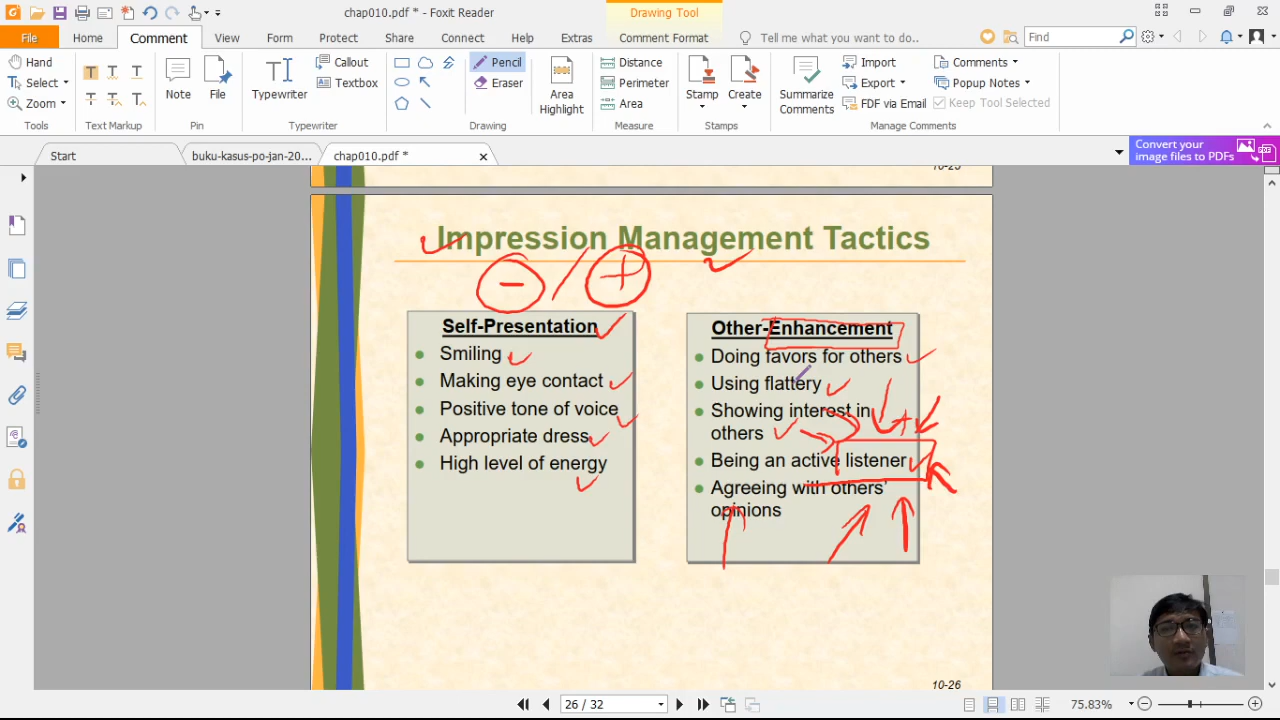 chap010.pdf * - Foxit Reader
Drawing Tool
File
Home
Comment
View
Form
Protect
Share
Connect
Help
Extras
Comment Format
Tell me what you want to do..
Find
Hand
Select
Zoom
Tools
Text Markup
Note
File
Pin
Typewriter
Callout
Textbox
Typewriter
Pencil
Eraser
Drawing
Area
Highlight
Distance
Perimeter
Area
Measure
Stamp
Create
Stamps
Summarize
Comments
Import
Export
FDF via Email
Comments
Popup Notes
Keep Tool Selected
Manage Comments
Start
buku-kasus-po-jan-20...
chap010.pdf *
Convert your
image files to PDFs
10-25
Impression Management Tactics
- / +
Self-Presentation
Smiling
Making eye contact
Positive tone of voice
Appropriate dress
High level of energy
Other-Enhancement
Doing favors for others
Using flattery
Showing interest in
others
Being an active listener
Agreeing with others'
opinions
10-26
26 / 32
75.83%